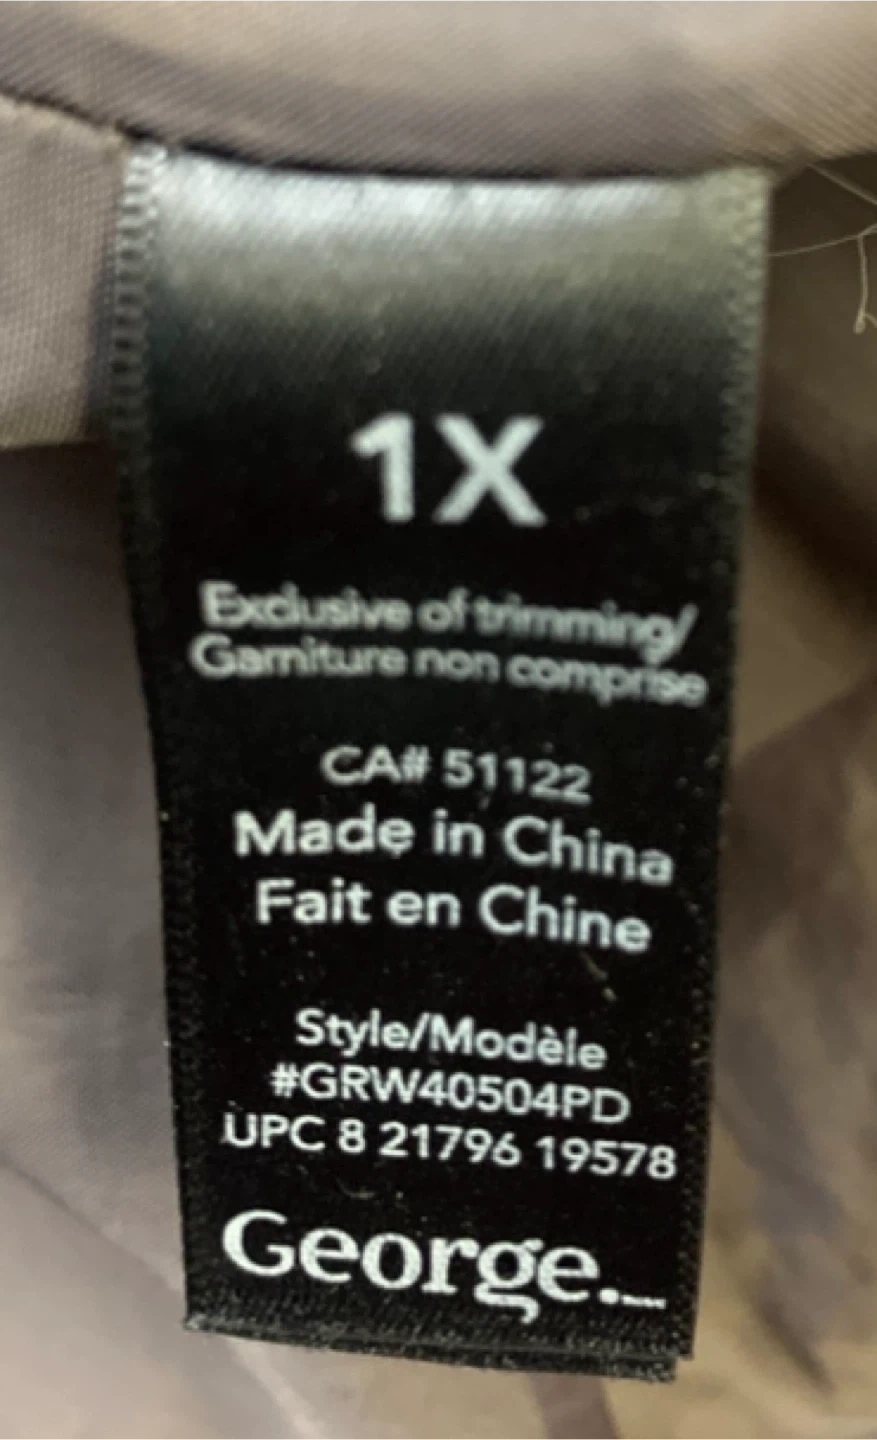 1X
Exclusive of trimming/
Garniture non comprise
CA# 51122
Made in China
Fait en Chine
Style/Modèle
#GRW40504PD
UPC 8 21796 19578
George.